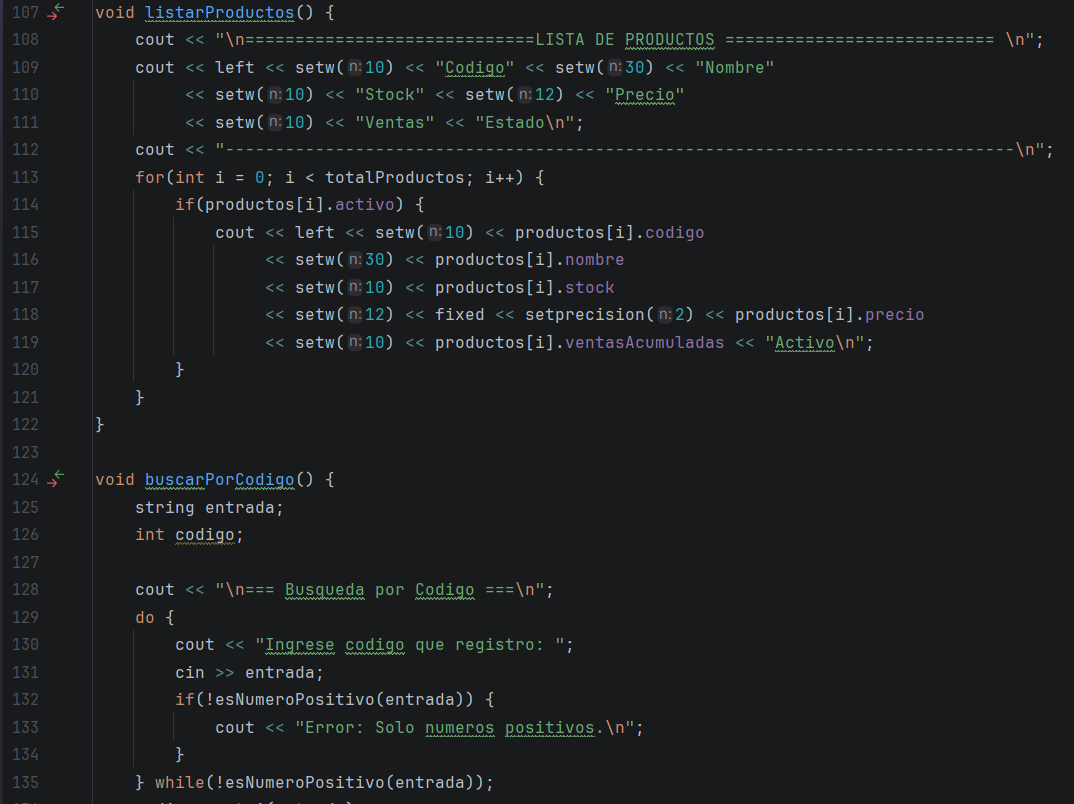 107 void listarProductos() {
108 cout << "\n=============================LISTA DE PRODUCTOS =========================== \n";
109 cout << left << setw(n:10) << "Codigo" << setw(n:30) << "Nombre"
110 << setw(n:10) << "Stock" << setw(n:12) << "Precio"
111 << setw(n:10) << "Ventas" << "Estado\n";
112 cout << "-------------------------------------------------------------------------------\n";
113 for(int i = 0; i < totalProductos; i++) {
114 if(productos[i].activo) {
115 cout << left << setw(n:10) << productos[i].codigo
116 << setw(n:30) << productos[i].nombre
117 << setw(n:10) << productos[i].stock
118 << setw(n:12) << fixed << setprecision(n:2) << productos[i].precio
119 << setw(n:10) << productos[i].ventasAcumuladas << "Activo\n";
120 }
121 }
122 }
123
124 void buscarPorCodigo() {
125 string entrada;
126 int codigo;
127
128 cout << "\n=== Busqueda por Codigo ===\n";
129 do {
130 cout << "Ingrese codigo que registro: ";
131 cin >> entrada;
132 if(!esNumeroPositivo(entrada)) {
133 cout << "Error: Solo numeros positivos.\n";
134 }
135 } while(!esNumeroPositivo(entrada));